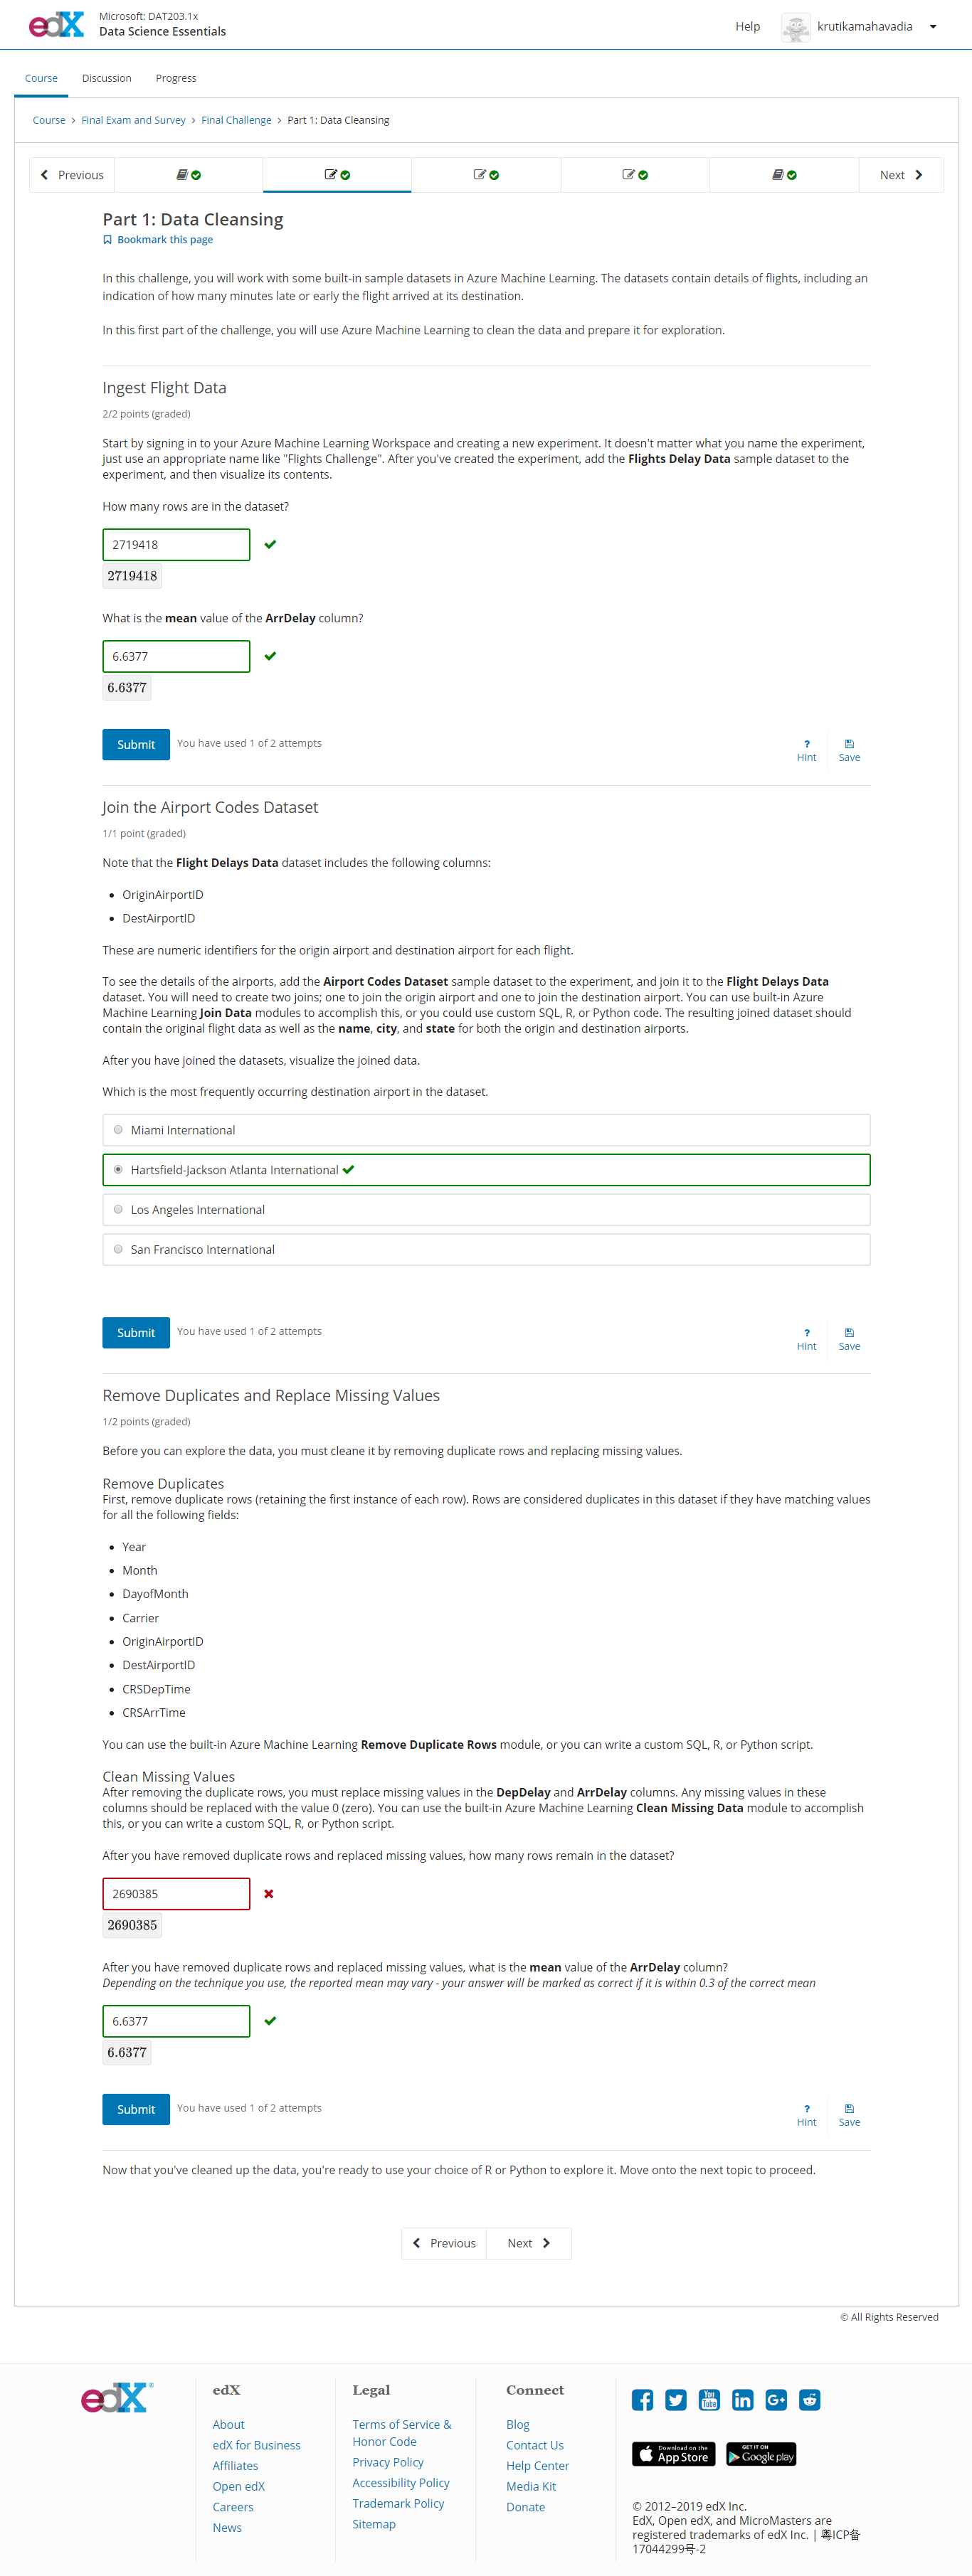 edX
Microsoft: DAT203.1x
Data Science Essentials
Help
krutikamahavadia
Course
Discussion
Progress
Course > Final Exam and Survey > Final Challenge > Part 1: Data Cleansing
Previous
Next
Part 1: Data Cleansing
Bookmark this page
In this challenge, you will work with some built-in sample datasets in Azure Machine Learning. The datasets contain details of flights, including an
indication of how many minutes late or early the flight arrived at its destination.
In this first part of the challenge, you will use Azure Machine Learning to clean the data and prepare it for exploration.
Ingest Flight Data
2/2 points (graded)
Start by signing in to your Azure Machine Learning Workspace and creating a new experiment. It doesn't matter what you name the experiment,
just use an appropriate name like "Flights Challenge". After you've created the experiment, add the Flights Delay Data sample dataset to the
experiment, and then visualize its contents.
How many rows are in the dataset?
2719418
2719418
What is the mean value of the ArrDelay column?
6.6377
6.6377
Submit
You have used 1 of 2 attempts
?
Hint
Save
Join the Airport Codes Dataset
1/1 point (graded)
Note that the Flight Delays Data dataset includes the following columns:
• OriginAirportID
• DestAirportID
These are numeric identifiers for the origin airport and destination airport for each flight.
To see the details of the airports, add the Airport Codes Dataset sample dataset to the experiment, and join it to the Flight Delays Data
dataset. You will need to create two joins; one to join the origin airport and one to join the destination airport. You can use built-in Azure
Machine Learning Join Data modules to accomplish this, or you could use custom SQL, R, or Python code. The resulting joined dataset should
contain the original flight data as well as the name, city, and state for both the origin and destination airports.
After you have joined the datasets, visualize the joined data.
Which is the most frequently occurring destination airport in the dataset.
Miami International
Hartsfield-Jackson Atlanta International
Los Angeles International
San Francisco International
Submit
You have used 1 of 2 attempts
?
Hint
Save
Remove Duplicates and Replace Missing Values
1/2 points (graded)
Before you can explore the data, you must cleane it by removing duplicate rows and replacing missing values.
Remove Duplicates
First, remove duplicate rows (retaining the first instance of each row). Rows are considered duplicates in this dataset if they have matching values
for all the following fields:
• Year
• Month
• DayofMonth
• Carrier
• OriginAirportID
• DestAirportID
• CRSDepTime
• CRSArrTime
You can use the built-in Azure Machine Learning Remove Duplicate Rows module, or you can write a custom SQL, R, or Python script.
Clean Missing Values
After removing the duplicate rows, you must replace missing values in the DepDelay and ArrDelay columns. Any missing values in these
columns should be replaced with the value 0 (zero). You can use the built-in Azure Machine Learning Clean Missing Data module to accomplish
this, or you can write a custom SQL, R, or Python script.
After you have removed duplicate rows and replaced missing values, how many rows remain in the dataset?
2690385
2690385
After you have removed duplicate rows and replaced missing values, what is the mean value of the ArrDelay column?
Depending on the technique you use, the reported mean may vary - your answer will be marked as correct if it is within 0.3 of the correct mean
6.6377
6.6377
Submit
You have used 1 of 2 attempts
?
Hint
Save
Now that you've cleaned up the data, you're ready to use your choice of R or Python to explore it. Move onto the next topic to proceed.
Previous
Next
© All Rights Reserved
edX
edX
About
edX for Business
Affiliates
Open edX
Careers
News
Legal
Terms of Service &
Honor Code
Privacy Policy
Accessibility Policy
Trademark Policy
Sitemap
Connect
Blog
Contact Us
Help Center
Media Kit
Donate
You
Tube
in
G+
Download on the
App Store
GET IT ON
Google play
© 2012–2019 edX Inc.
EdX, Open edX, and MicroMasters are
registered trademarks of edX Inc. | 粤ICP备
17044299号-2